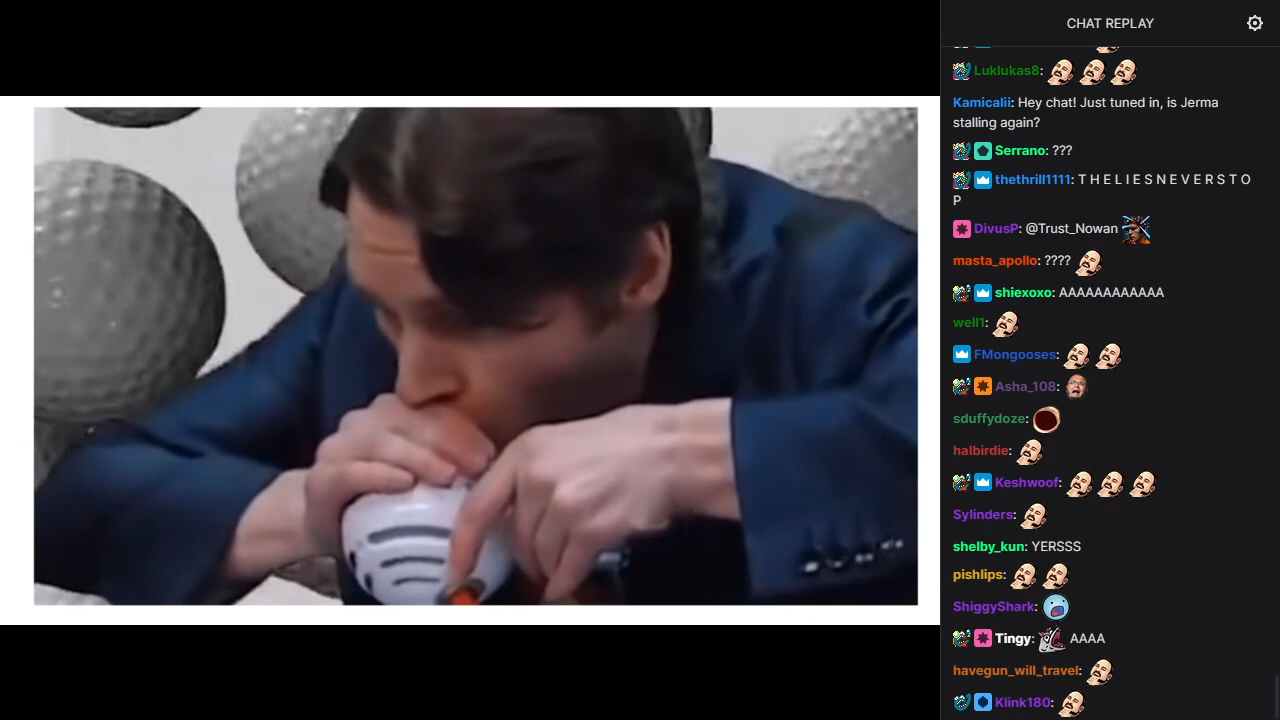 CHAT REPLAY
Luklukas8:
Kamicalii: Hey chat! Just tuned in, is Jerma
stalling again?
Serrano: ???
thethrill1111: T H E L I E S N E V E R S T O
P
DivusP: @Trust_Nowan
masta_apollo: ????
shiexoxo: AAAAAAAAAAAA
well1:
FMongooses:
Asha_108:
sduffydoze:
halbirdie:
Keshwoof:
Sylinders:
shelby_kun: YERSSS
pishlips:
ShiggyShark:
Tingy: AAAA
havegun_will_travel:
Klink180: